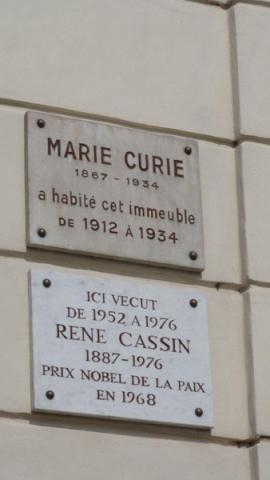 MARIE CURIE
1867 - 1934
a habité cet immeuble
DE 1912 À 1934
ICI VECUT
DE 1952 A 1976
RENE CASSIN
1887-1976
PRIX NOBEL DE LA PAIX
EN 1968